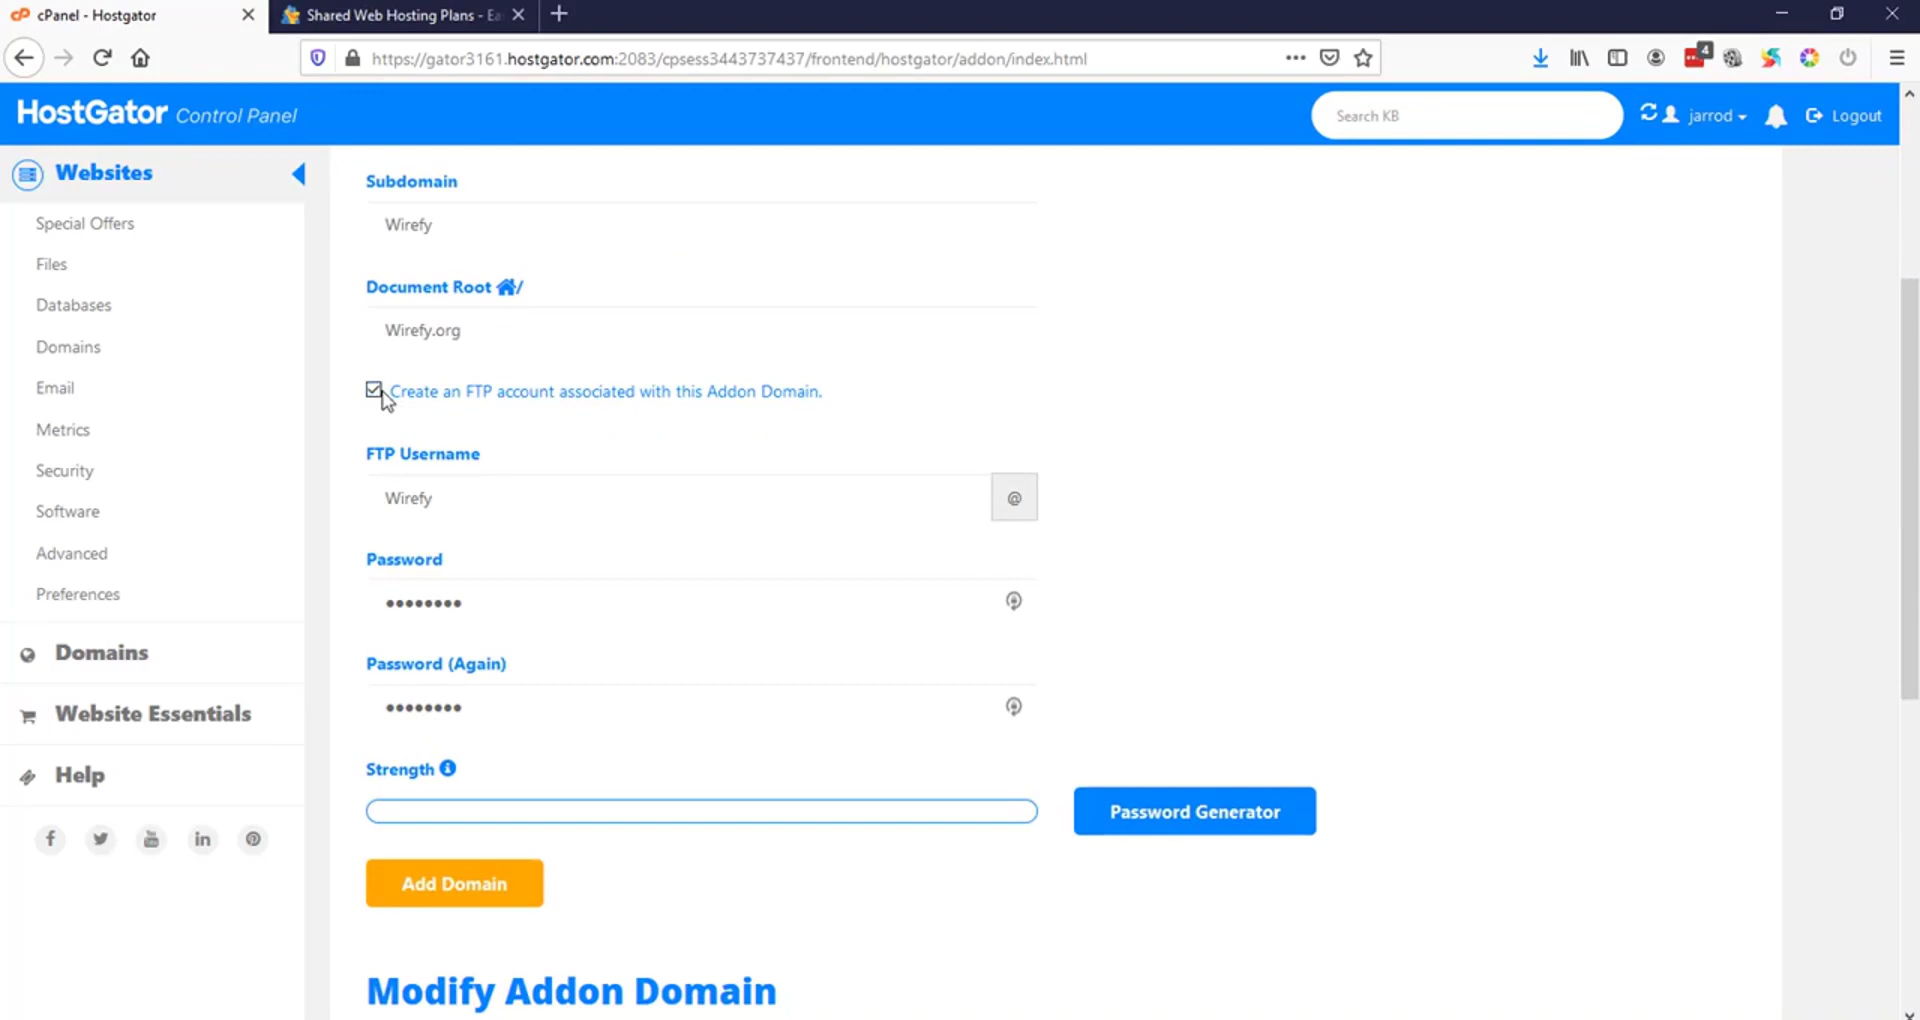 cPanel - Hostgator
Shared Web Hosting Plans - Ea
https://gator3161.hostgator.com:2083/cpsess3443737437/frontend/hostgator/addon/index.html
4
HostGator Control Panel
Search KB
jarrod
Logout
Websites
Special Offers
Files
Databases
Domains
Email
Metrics
Security
Software
Advanced
Preferences
Domains
Website Essentials
Help
Subdomain
Wirefy
Document Root /
Wirefy.org
Create an FTP account associated with this Addon Domain.
FTP Username
Wirefy
@
Password
••••••••
Password (Again)
••••••••
Strength
Password Generator
Add Domain
Modify Addon Domain